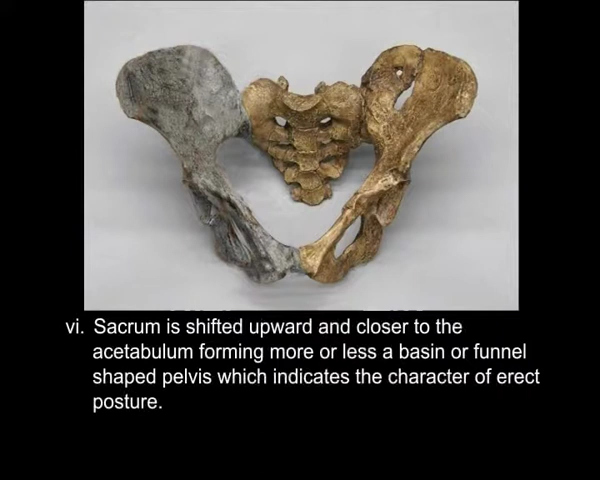 vi. Sacrum is shifted upward and closer to the
acetabulum forming more or less a basin or funnel
shaped pelvis which indicates the character of erect
posture.